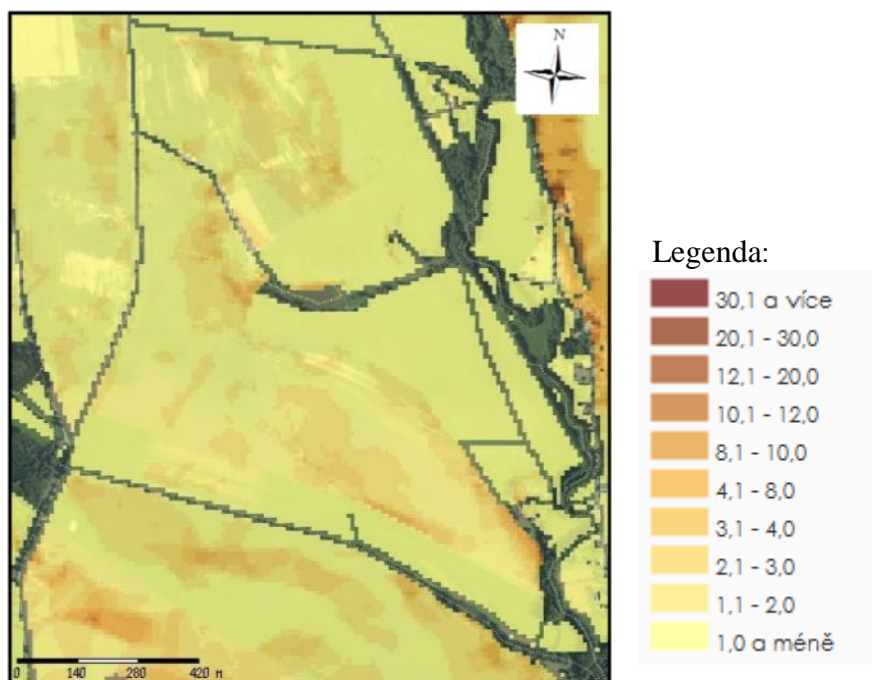 N
Legenda:
30,1 a více
20,1 - 30,0
12,1 - 20,0
10,1 - 12,0
8,1 - 10,0
4,1 - 8,0
3,1 - 4,0
2,1 - 3,0
1,1 - 2,0
1,0 a méně
0 140 280 420 m